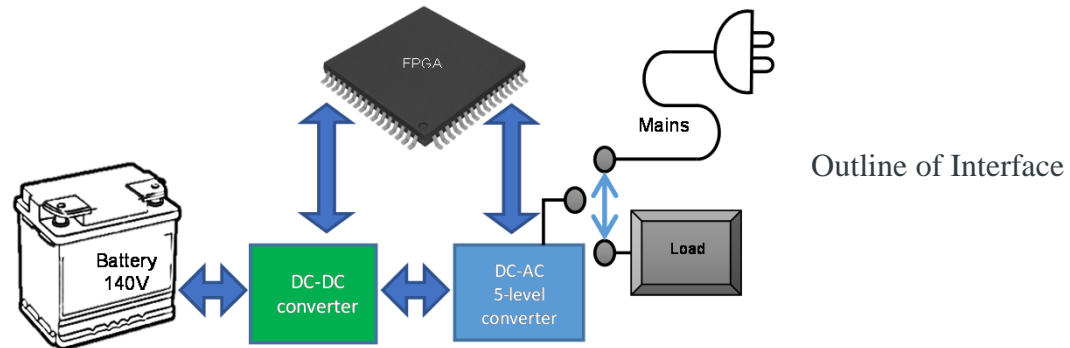 FPGA
Mains
Outline of Interface
Battery
140V
DC-DC
converter
DC-AC
5-level
converter
Load